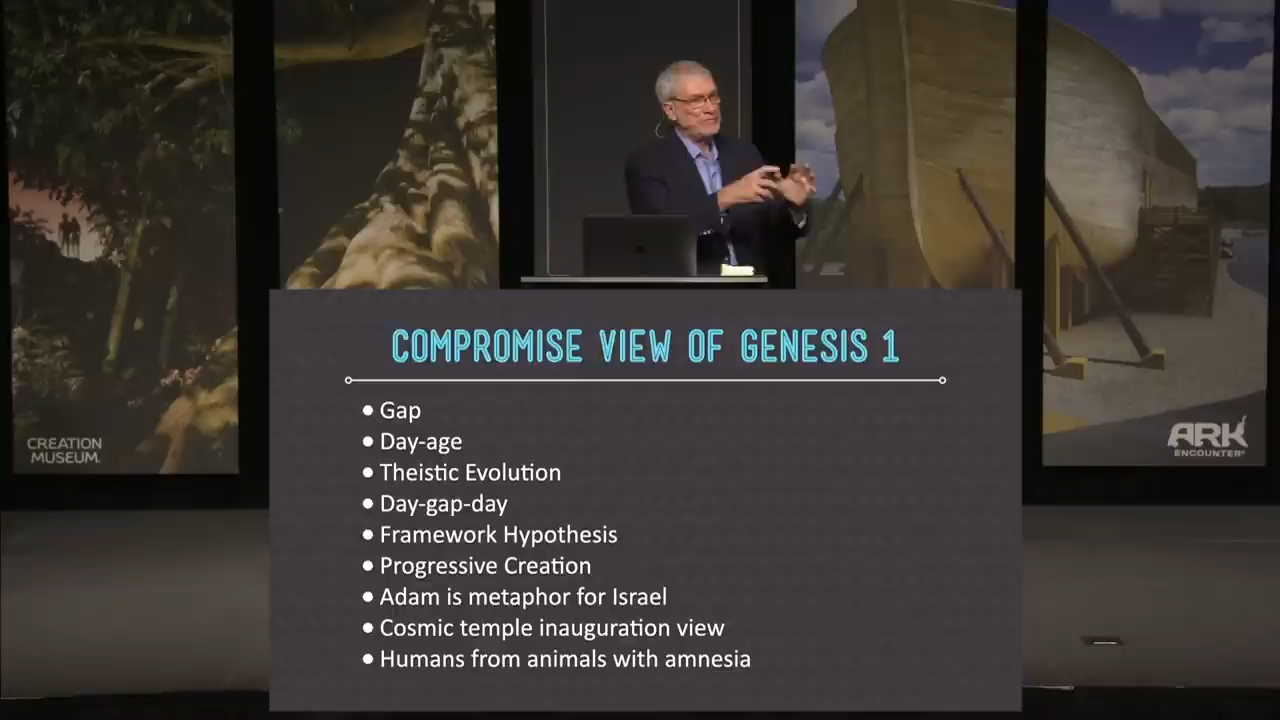 CREATION
MUSEUM
ARK
ENCOUNTER
COMPROMISE VIEW OF GENESIS 1
• Gap
• Day-age
• Theistic Evolution
• Day-gap-day
• Framework Hypothesis
• Progressive Creation
• Adam is metaphor for Israel
• Cosmic temple inauguration view
• Humans from animals with amnesia